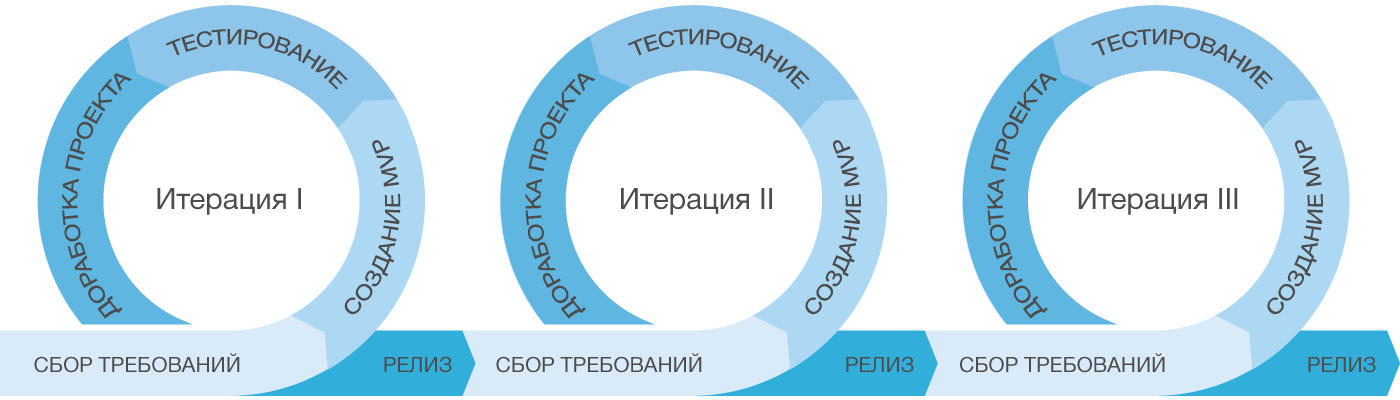 Итерация I
СБОР ТРЕБОВАНИЙ
СОЗДАНИЕ MVP
ТЕСТИРОВАНИЕ
ДОРАБОТКА ПРОЕКТА
РЕЛИЗ
Итерация II
СБОР ТРЕБОВАНИЙ
СОЗДАНИЕ MVP
ТЕСТИРОВАНИЕ
ДОРАБОТКА ПРОЕКТА
РЕЛИЗ
Итерация III
СБОР ТРЕБОВАНИЙ
СОЗДАНИЕ MVP
ТЕСТИРОВАНИЕ
ДОРАБОТКА ПРОЕКТА
РЕЛИЗ